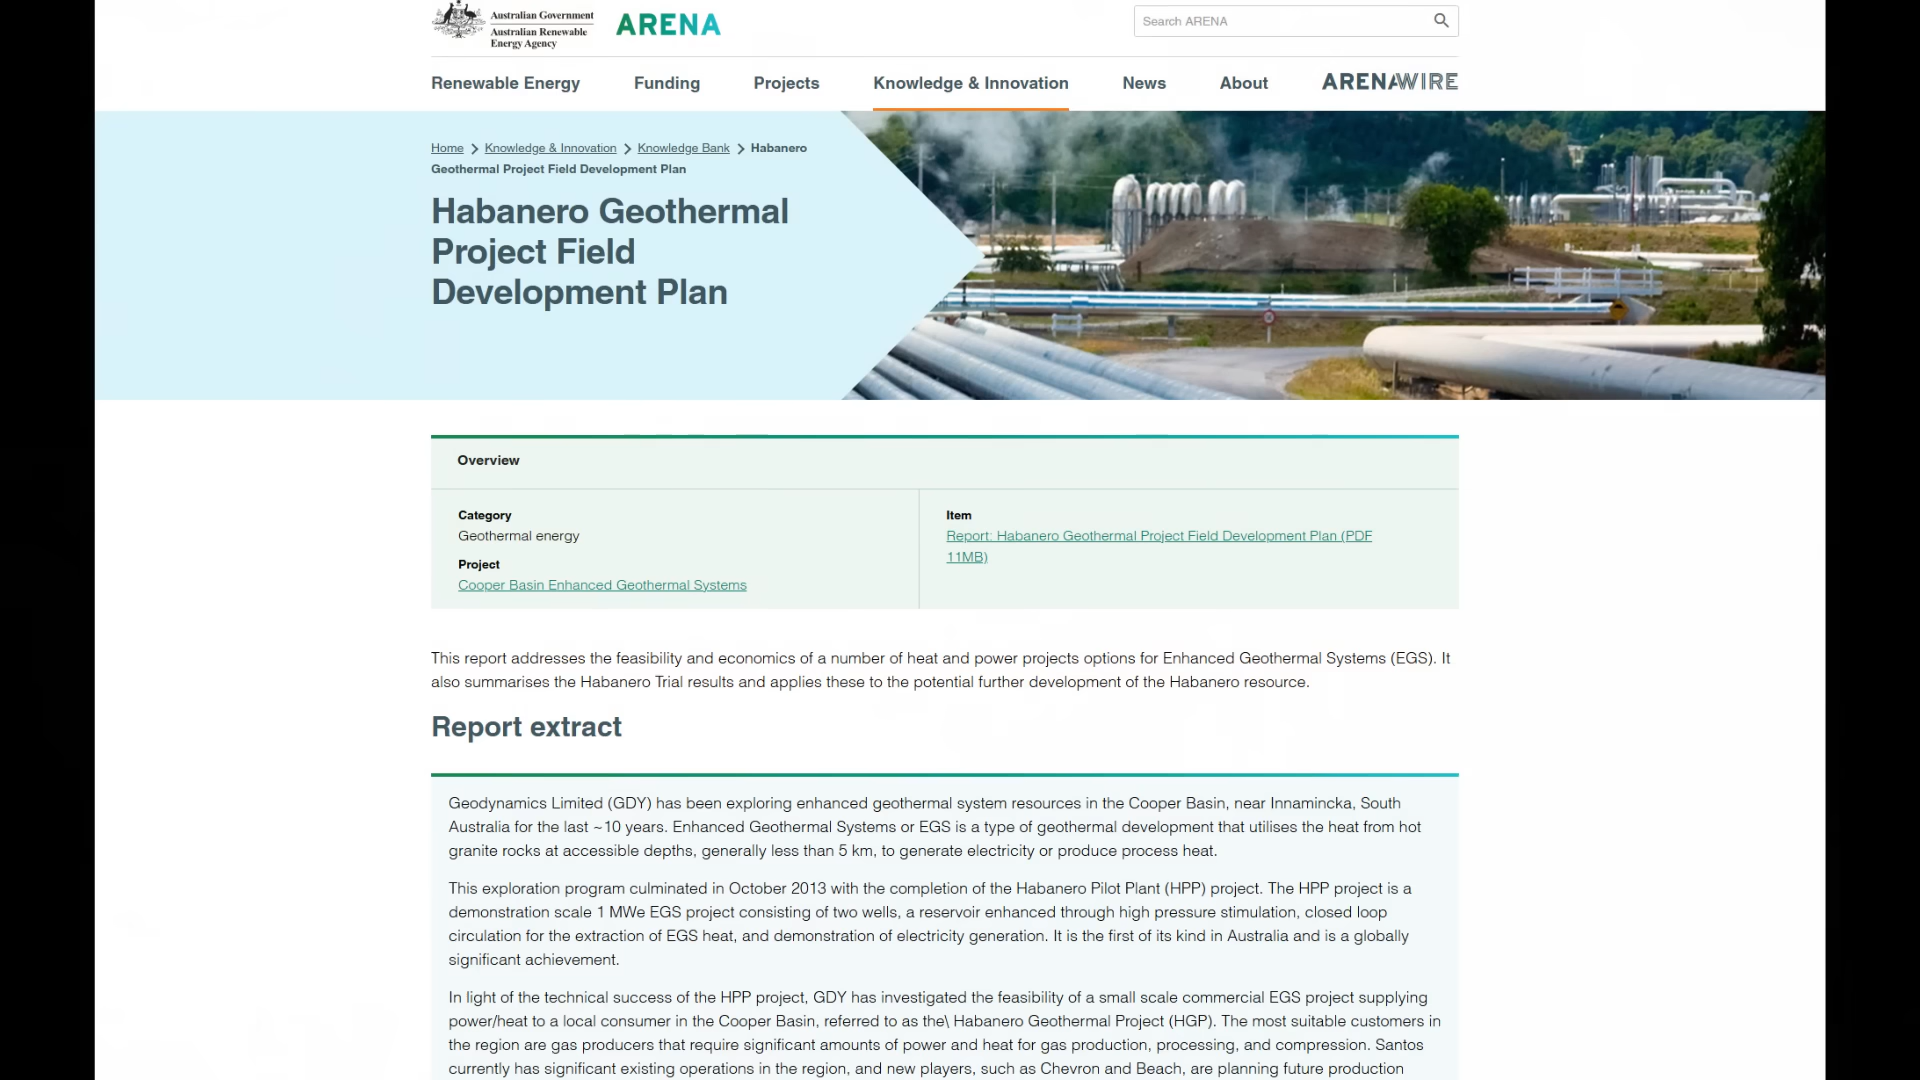 Australian Government
Australian Renewable
Energy Agency
ARENA
Search ARENA
Renewable Energy
Funding
Projects
Knowledge & Innovation
News
About
ARENAWIRE
Home > Knowledge & Innovation > Knowledge Bank > Habanero
Geothermal Project Field Development Plan
Habanero Geothermal
Project Field
Development Plan
Overview
Category
Geothermal energy
Project
Cooper Basin Enhanced Geothermal Systems
Item
Report: Habanero Geothermal Project Field Development Plan (PDF
11MB)
This report addresses the feasibility and economics of a number of heat and power projects options for Enhanced Geothermal Systems (EGS). It
also summarises the Habanero Trial results and applies these to the potential further development of the Habanero resource.
Report extract
Geodynamics Limited (GDY) has been exploring enhanced geothermal system resources in the Cooper Basin, near Innamincka, South
Australia for the last ~10 years. Enhanced Geothermal Systems or EGS is a type of geothermal development that utilises the heat from hot
granite rocks at accessible depths, generally less than 5 km, to generate electricity or produce process heat.
This exploration program culminated in October 2013 with the completion of the Habanero Pilot Plant (HPP) project. The HPP project is a
demonstration scale 1 MWe EGS project consisting of two wells, a reservoir enhanced through high pressure stimulation, closed loop
circulation for the extraction of EGS heat, and demonstration of electricity generation. It is the first of its kind in Australia and is a globally
significant achievement.
In light of the technical success of the HPP project, GDY has investigated the feasibility of a small scale commercial EGS project supplying
power/heat to a local consumer in the Cooper Basin, referred to as the\ Habanero Geothermal Project (HGP). The most suitable customers in
the region are gas producers that require significant amounts of power and heat for gas production, processing, and compression. Santos
currently has significant existing operations in the region, and new players, such as Chevron and Beach, are planning future production